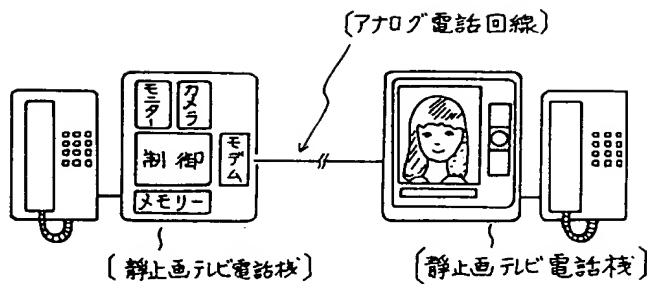 (アナログ電話回線)
モニター
カメラ
制御
モデム
メモリー
(静止画テレビ電話機)
(静止画テレビ電話機)